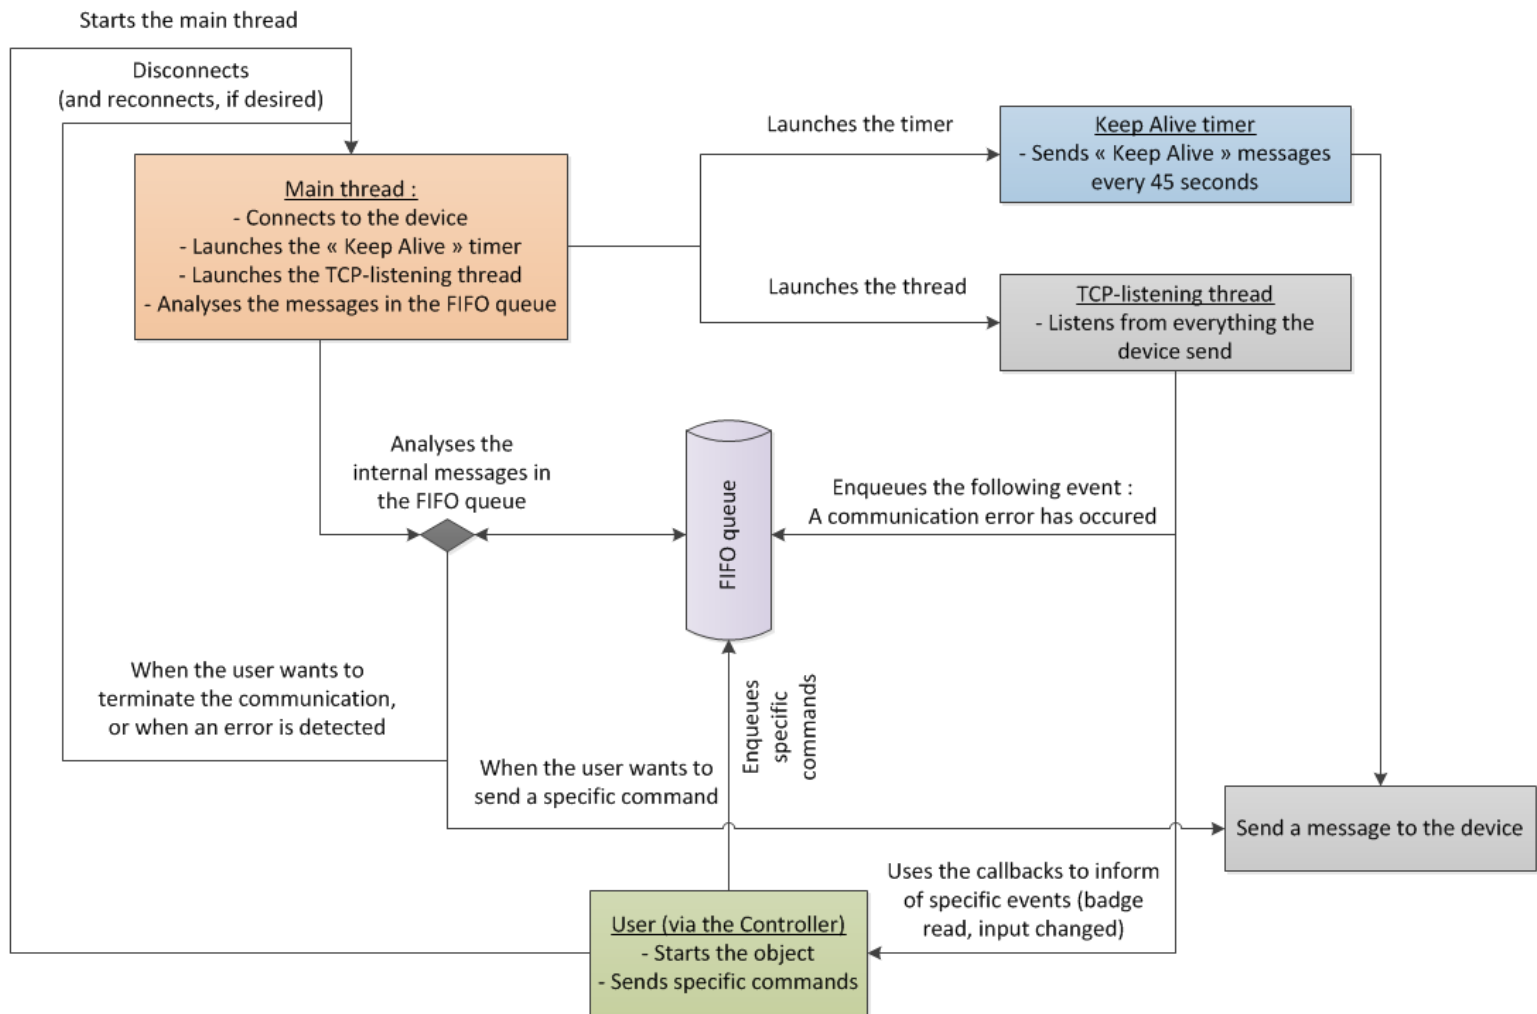 Starts the main thread
Disconnects
(and reconnects, if desired)
Launches the timer
Keep Alive timer
- Sends « Keep Alive » messages
every 45 seconds
Main thread :
- Connects to the device
- Launches the « Keep Alive » timer
- Launches the TCP-listening thread
- Analyses the messages in the FIFO queue
Launches the thread
TCP-listening thread
- Listens from everything the
device send
Analyses the
internal messages in
the FIFO queue
FIFO queue
Enqueues the following event :
A communication error has occured
When the user wants to
terminate the communication,
or when an error is detected
Enqueues
specific
commands
When the user wants to
send a specific command
Send a message to the device
Uses the callbacks to inform
of specific events (badge
read, input changed)
User (via the Controller)
- Starts the object
- Sends specific commands